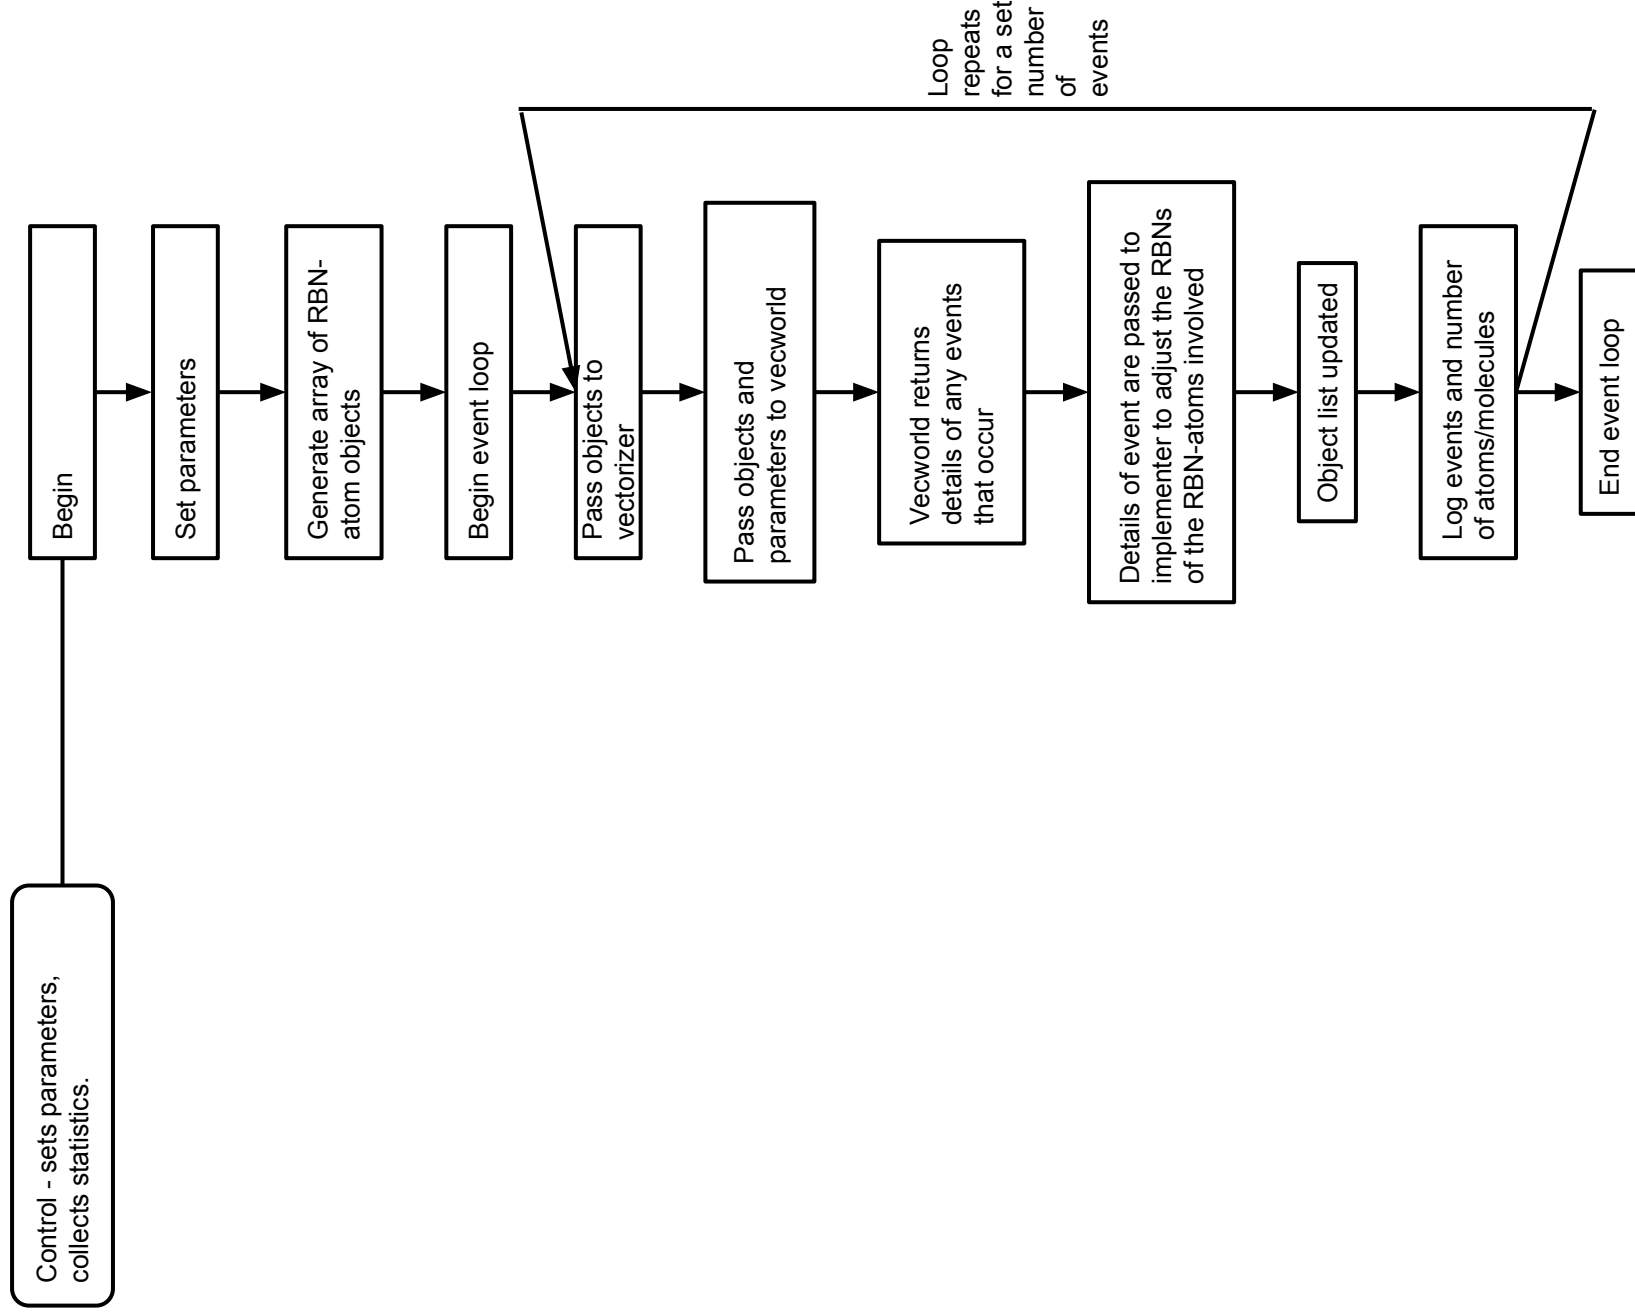 Control - sets parameters,
collects statistics.
Begin
Set parameters
Generate array of RBN-
atom objects
Begin event loop
Pass objects to
vectorizer
Pass objects and
parameters to vecworld
Vecworld returns
details of any events
that occur
Details of event are passed to
implementer to adjust the RBNs
of the RBN-atoms involved
Object list updated
Log events and number
of atoms/molecules
End event loop
Loop
repeats
for a set
number
of
events